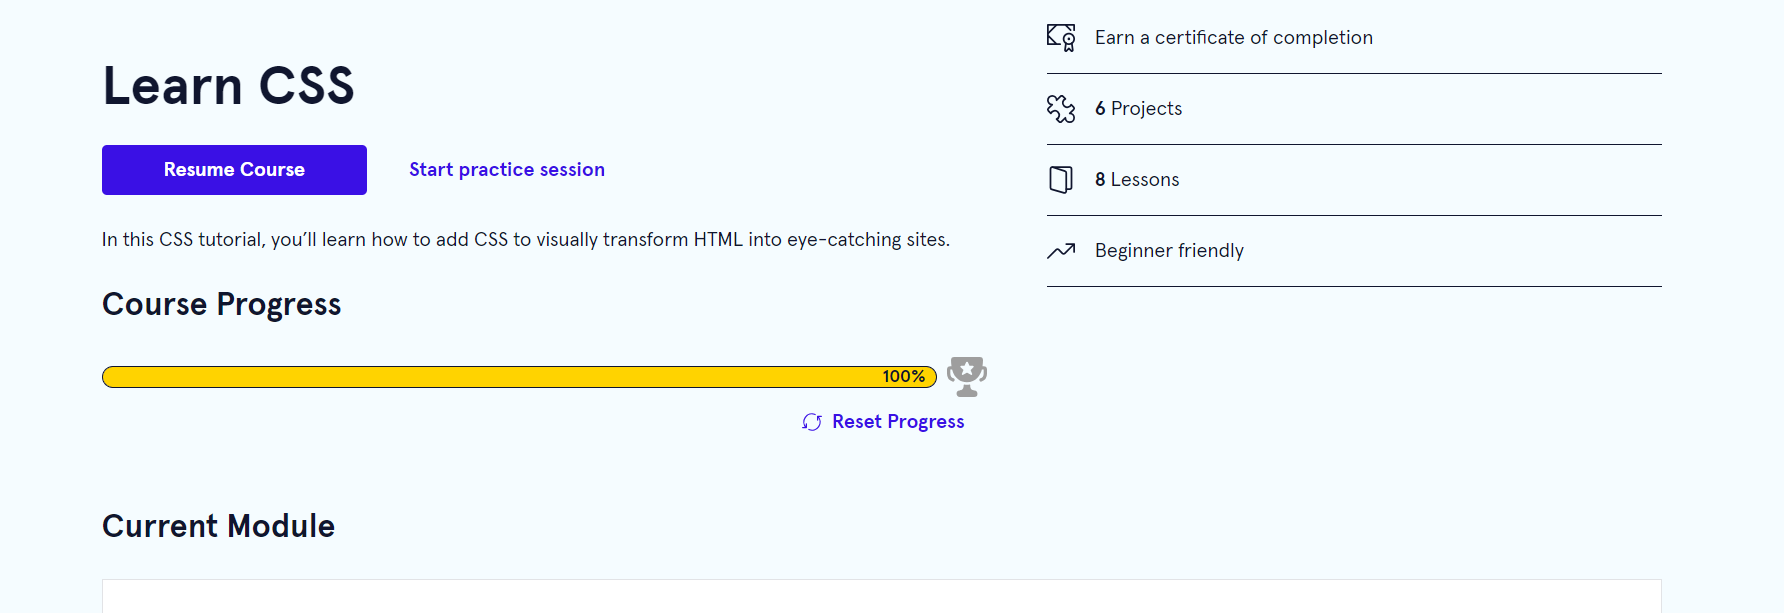 Learn CSS
Resume Course
Start practice session
In this CSS tutorial, you’ll learn how to add CSS to visually transform HTML into eye-catching sites.
Course Progress
100%
Reset Progress
Earn a certificate of completion
6 Projects
8 Lessons
Beginner friendly
Current Module